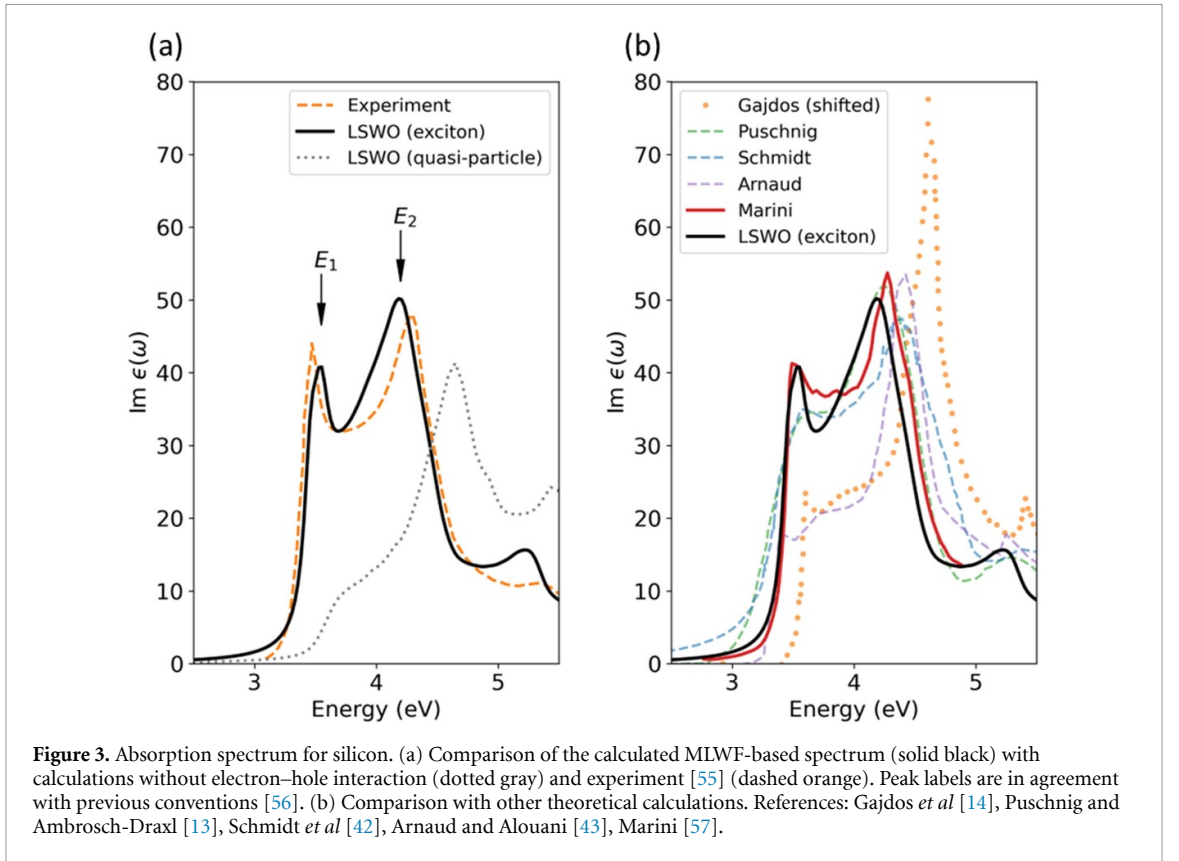 (a)
80
70
60
50
40
30
20
10
0
Im ϵ(ω)
Experiment
LSWO (exciton)
LSWO (quasi-particle)
E₁
E₂
3 4 5
Energy (eV)
(b)
80
70
60
50
40
30
20
10
0
Im ϵ(ω)
Gajdos (shifted)
Puschnig
Schmidt
Arnaud
Marini
LSWO (exciton)
3 4 5
Energy (eV)
Figure 3. Absorption spectrum for silicon. (a) Comparison of the calculated MLWF-based spectrum (solid black) with
calculations without electron–hole interaction (dotted gray) and experiment [55] (dashed orange). Peak labels are in agreement
with previous conventions [56]. (b) Comparison with other theoretical calculations. References: Gajdos et al [14], Puschnig and
Ambrosch-Draxl [13], Schmidt et al [42], Arnaud and Alouani [43], Marini [57].